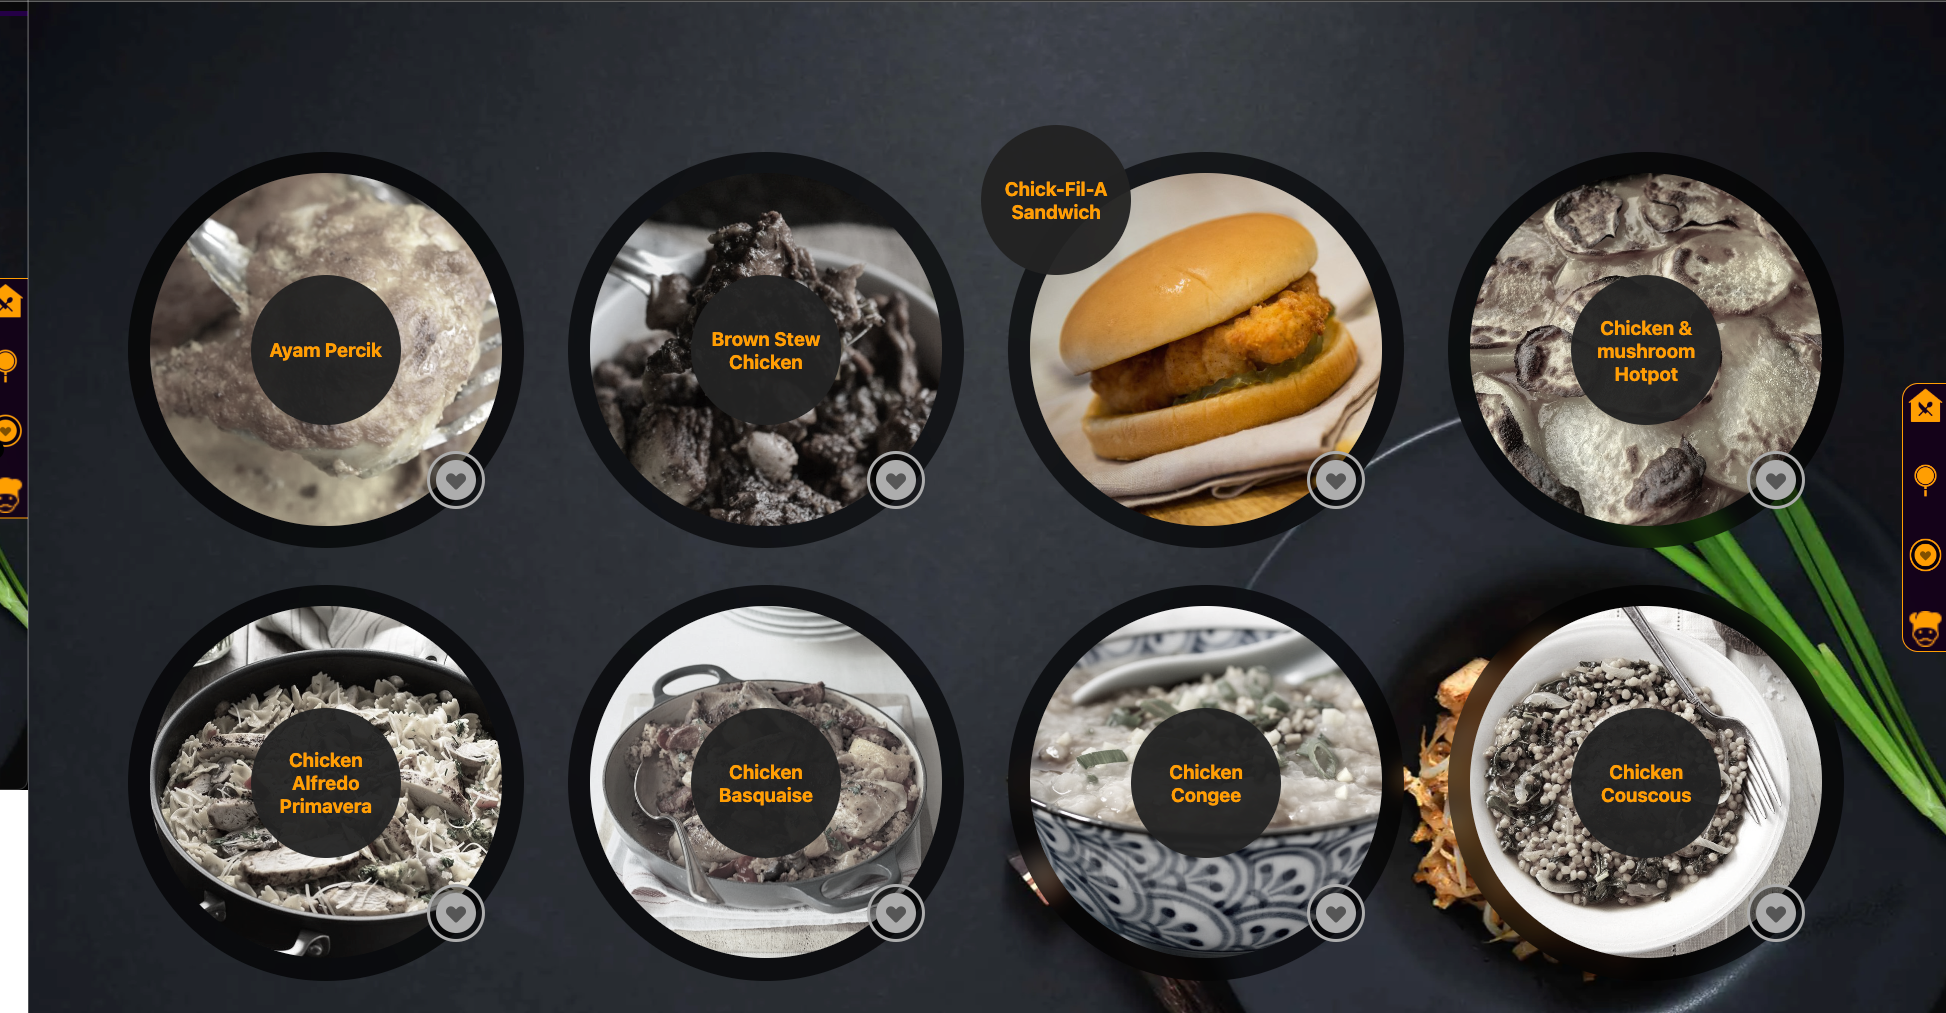 Chick-Fil-A
Sandwich
Ayam Percik
Brown Stew
Chicken
Chicken &
mushroom
Hotpot
Chicken
Alfredo
Primavera
Chicken
Basquaise
Chicken
Congee
Chicken
Couscous